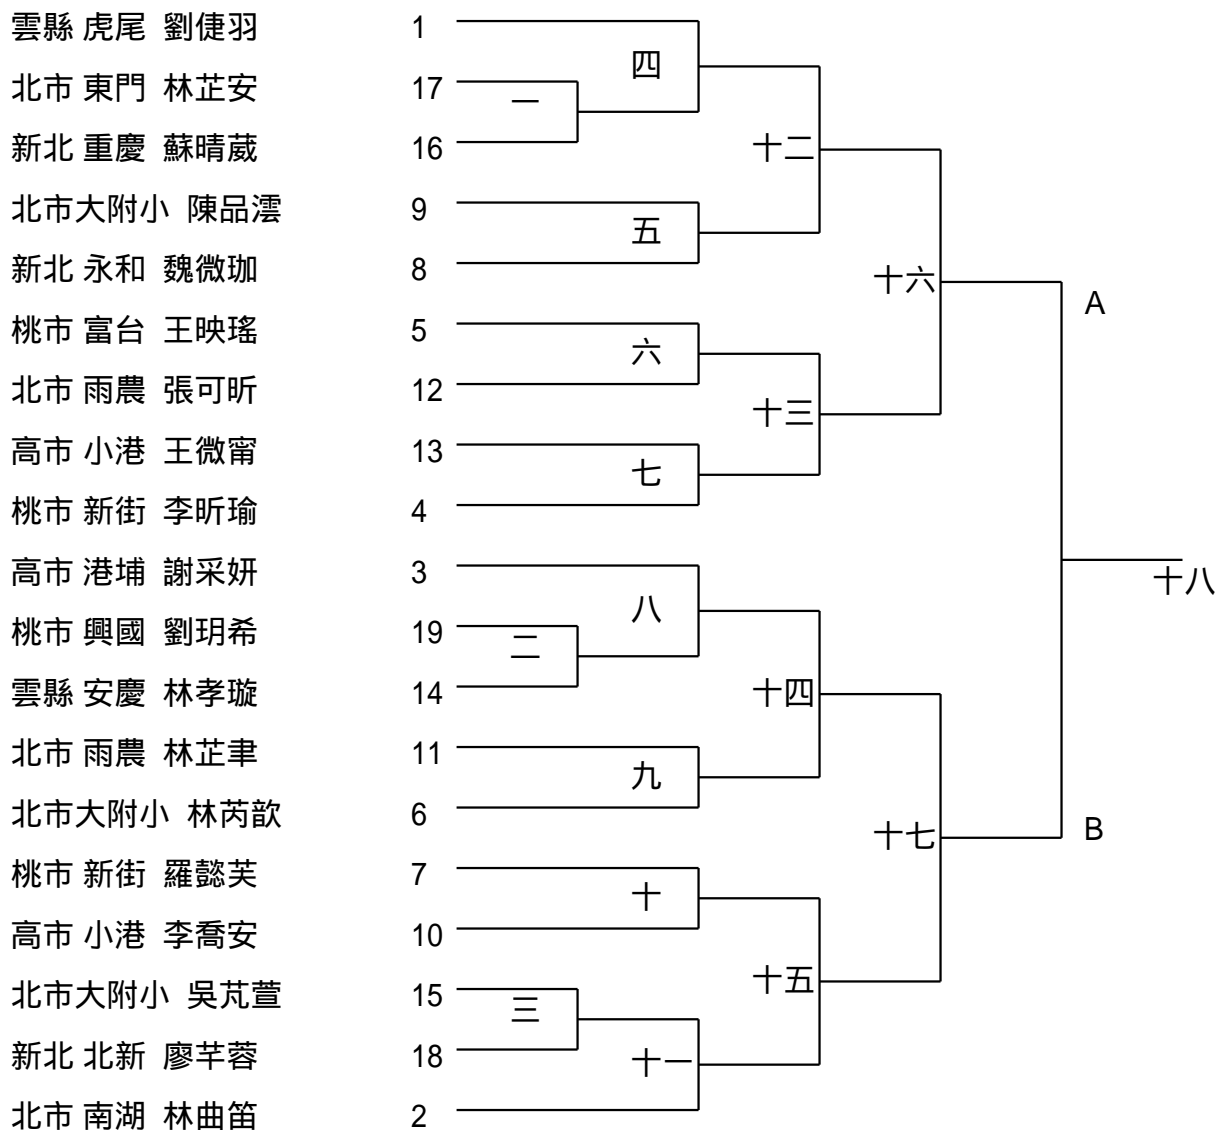 雲縣 虎尾 劉倢羽 1
四
北市 東門 林芷安 17
一
新北 重慶 蘇晴葳 16
十二
北市大附小 陳品澐 9
五
新北 永和 魏微珈 8
十六
A
桃市 富台 王映瑤 5
六
北市 雨農 張可昕 12
十三
高市 小港 王微甯 13
七
桃市 新街 李昕瑜 4
高市 港埔 謝采妍 3
十八
八
桃市 興國 劉玥希 19
二
雲縣 安慶 林孝璇 14
十四
北市 雨農 林芷聿 11
九
北市大附小 林芮歆 6
十七
B
桃市 新街 羅懿芙 7
十
高市 小港 李喬安 10
十五
北市大附小 吳芃萱 15
三
新北 北新 廖芊蓉 18
十一
北市 南湖 林曲笛 2